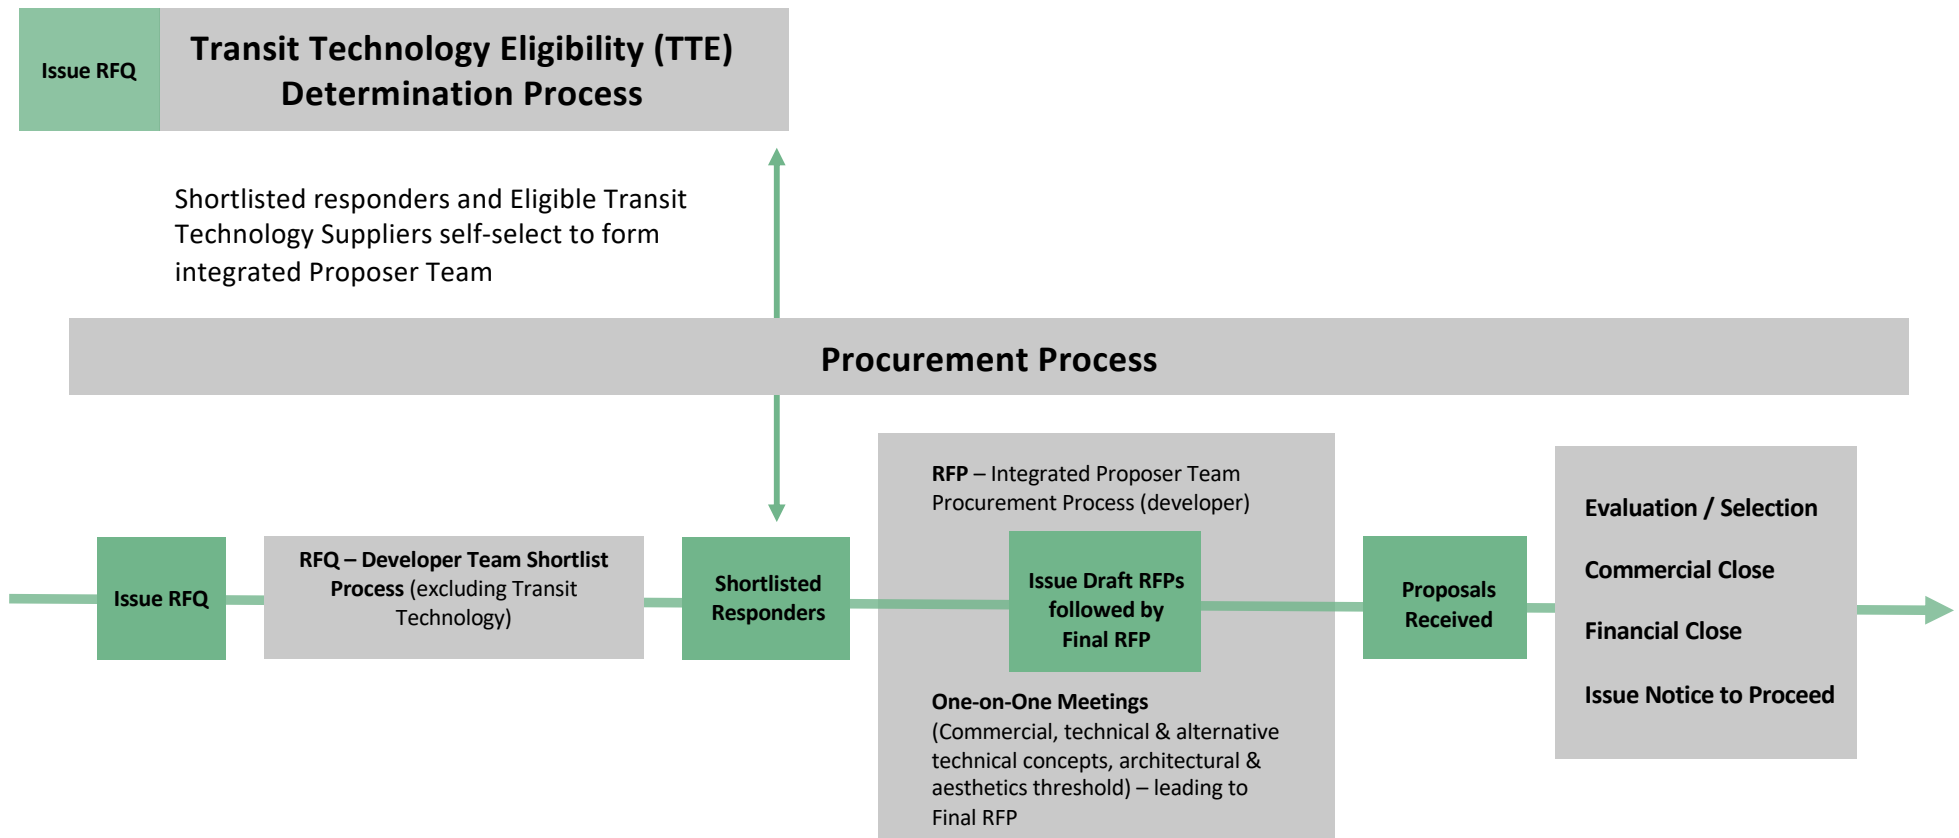 Issue RFQ
Transit Technology Eligibility (TTE)
Determination Process
Shortlisted responders and Eligible Transit
Technology Suppliers self-select to form
integrated Proposer Team
Procurement Process
Issue RFQ
RFQ – Developer Team Shortlist
Process (excluding Transit
Technology)
Shortlisted
Responders
RFP – Integrated Proposer Team
Procurement Process (developer)
Issue Draft RFPs
followed by
Final RFP
One-on-One Meetings
(Commercial, technical & alternative
technical concepts, architectural &
aesthetics threshold) – leading to
Final RFP
Proposals
Received
Evaluation / Selection
Commercial Close
Financial Close
Issue Notice to Proceed